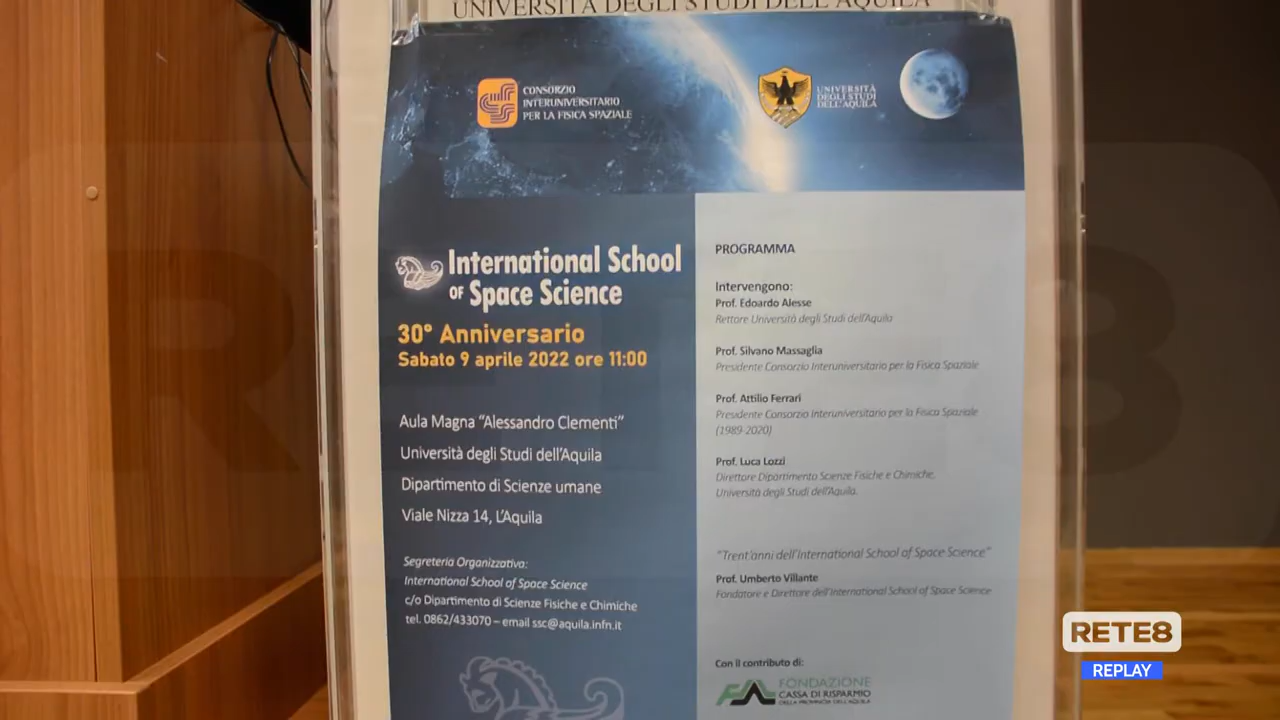 UNIVERSITÀ DEGLI STUDI DELL'AQUILA
CONSORZIO
INTERUNIVERSITARIO
PER LA FISICA SPAZIALE
UNIVERSITÀ
DEGLI STUDI
DELL'AQUILA
International School
OF Space Science
30° Anniversario
Sabato 9 aprile 2022 ore 11:00
Aula Magna "Alessandro Clementi"
Università degli Studi dell'Aquila
Dipartimento di Scienze umane
Viale Nizza 14, L'Aquila
Segreteria Organizzativa:
International School of Space Science
c/o Dipartimento di Scienze Fisiche e Chimiche
tel. 0862/433070 – email ssc@aquila.infn.it
PROGRAMMA
Intervengono:
Prof. Edoardo Alesse
Rettore Università degli Studi dell'Aquila
Prof. Silvano Massaglia
Presidente Consorzio Interuniversitario per la Fisica Spaziale
Prof. Attilio Ferrari
Presidente Consorzio Interuniversitario per la Fisica Spaziale
(1989-2020)
Prof. Luca Lozzi
Direttore Dipartimento Scienze Fisiche e Chimiche,
Università degli Studi dell'Aquila.
"Trent'anni dell'International School of Space Science"
Prof. Umberto Villante
Fondatore e Direttore dell'International School of Space Science
Con il contributo di:
FONDAZIONE
CASSA DI RISPARMIO
DELLA PROVINCIA DELL'AQUILA
RETE8
REPLAY
RETE8